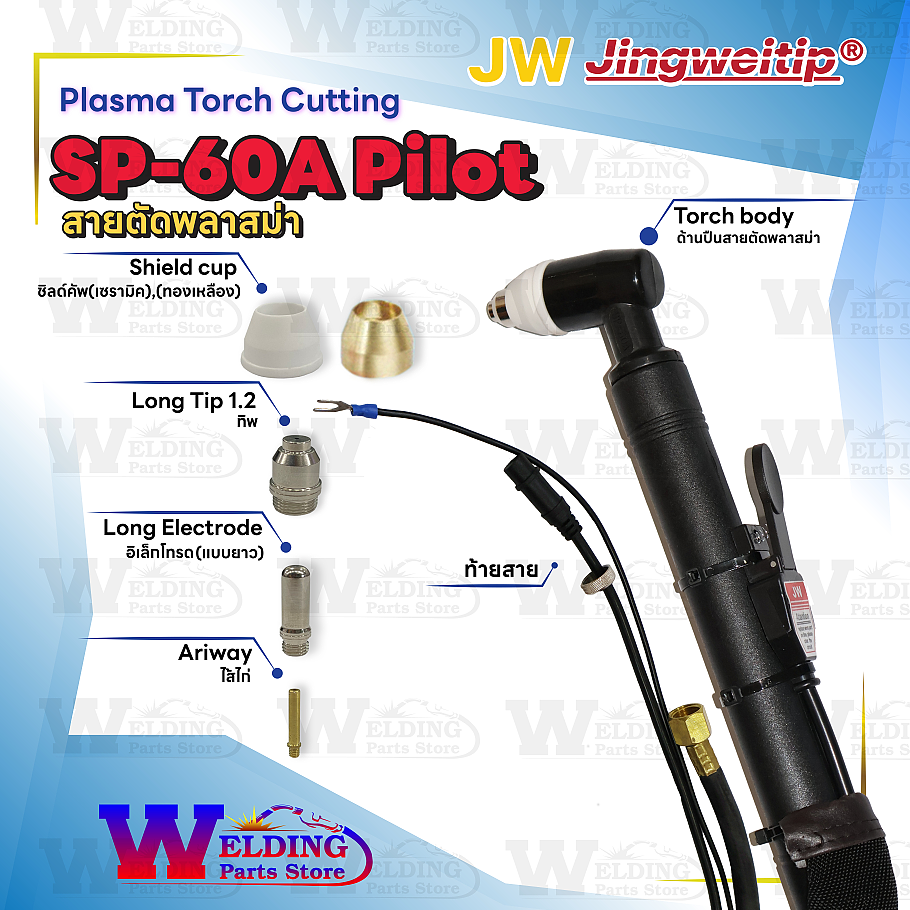 JW Jingweitip®
Plasma Torch Cutting
SP-60A Pilot
สายตัดพลาสม่า
Torch body
ด้านปืนสายตัดพลาสม่า
Shield cup
ชิลด์คัพ(เซรามิค),(ทองเหลือง)
Long Tip 1.2
ทิพ
Long Electrode
อิเล็กโทรด(แบบยาว)
ท้ายสาย
JW
Ariway
ไส้ไก่
WELDING
Parts Store